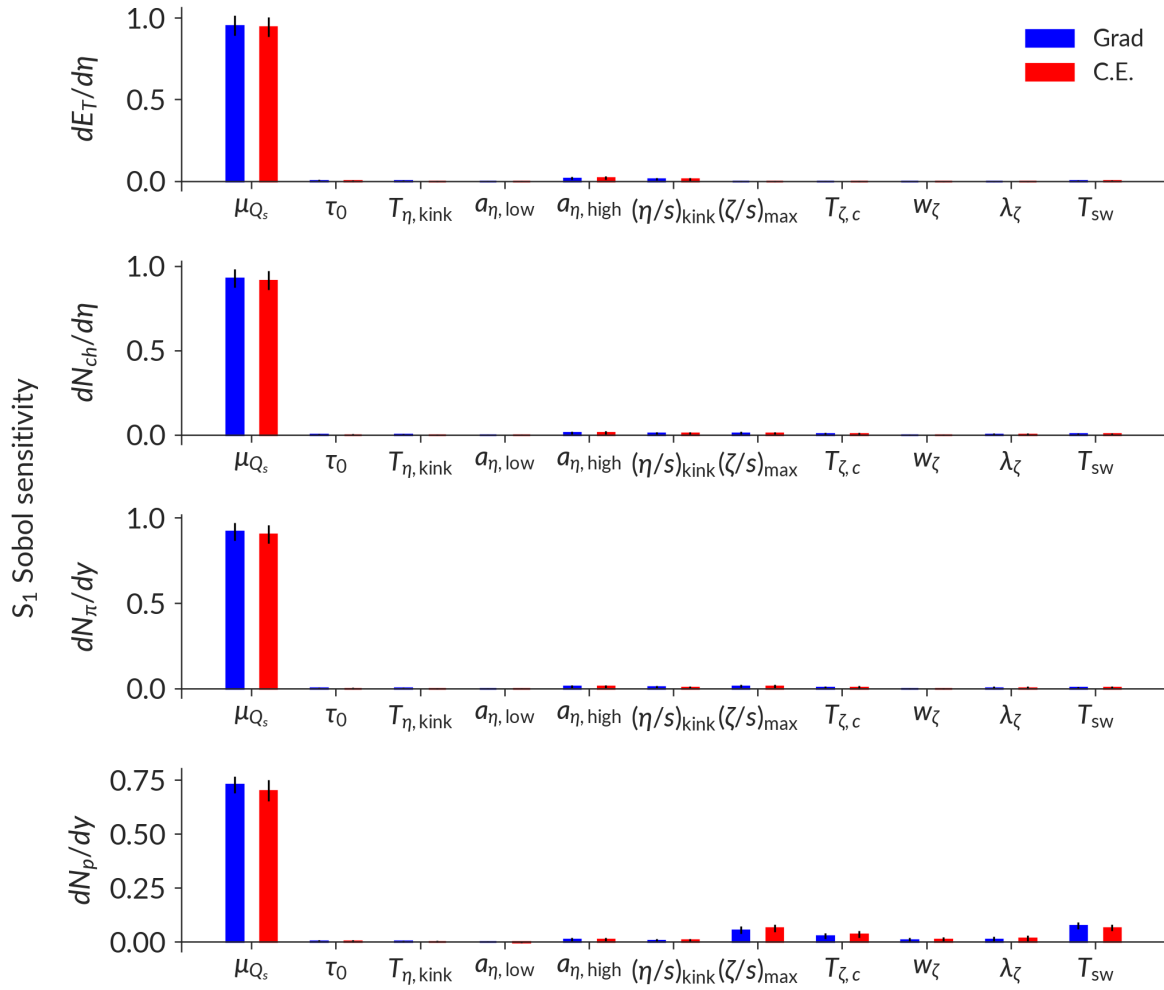 S₁ Sobol sensitivity
Grad
C.E.
dE_T/dη
1.0
0.5
0.0
μ_{Q_s} τ₀ T_{η,kink} a_{η,low} a_{η,high} (η/s)_{kink} (ζ/s)_{max} T_{ζ,c} w_ζ λ_ζ T_{sw}
dN_{ch}/dη
1.0
0.5
0.0
μ_{Q_s} τ₀ T_{η,kink} a_{η,low} a_{η,high} (η/s)_{kink} (ζ/s)_{max} T_{ζ,c} w_ζ λ_ζ T_{sw}
dN_π/dy
1.0
0.5
0.0
μ_{Q_s} τ₀ T_{η,kink} a_{η,low} a_{η,high} (η/s)_{kink} (ζ/s)_{max} T_{ζ,c} w_ζ λ_ζ T_{sw}
dN_p/dy
0.75
0.50
0.25
0.00
μ_{Q_s} τ₀ T_{η,kink} a_{η,low} a_{η,high} (η/s)_{kink} (ζ/s)_{max} T_{ζ,c} w_ζ λ_ζ T_{sw}